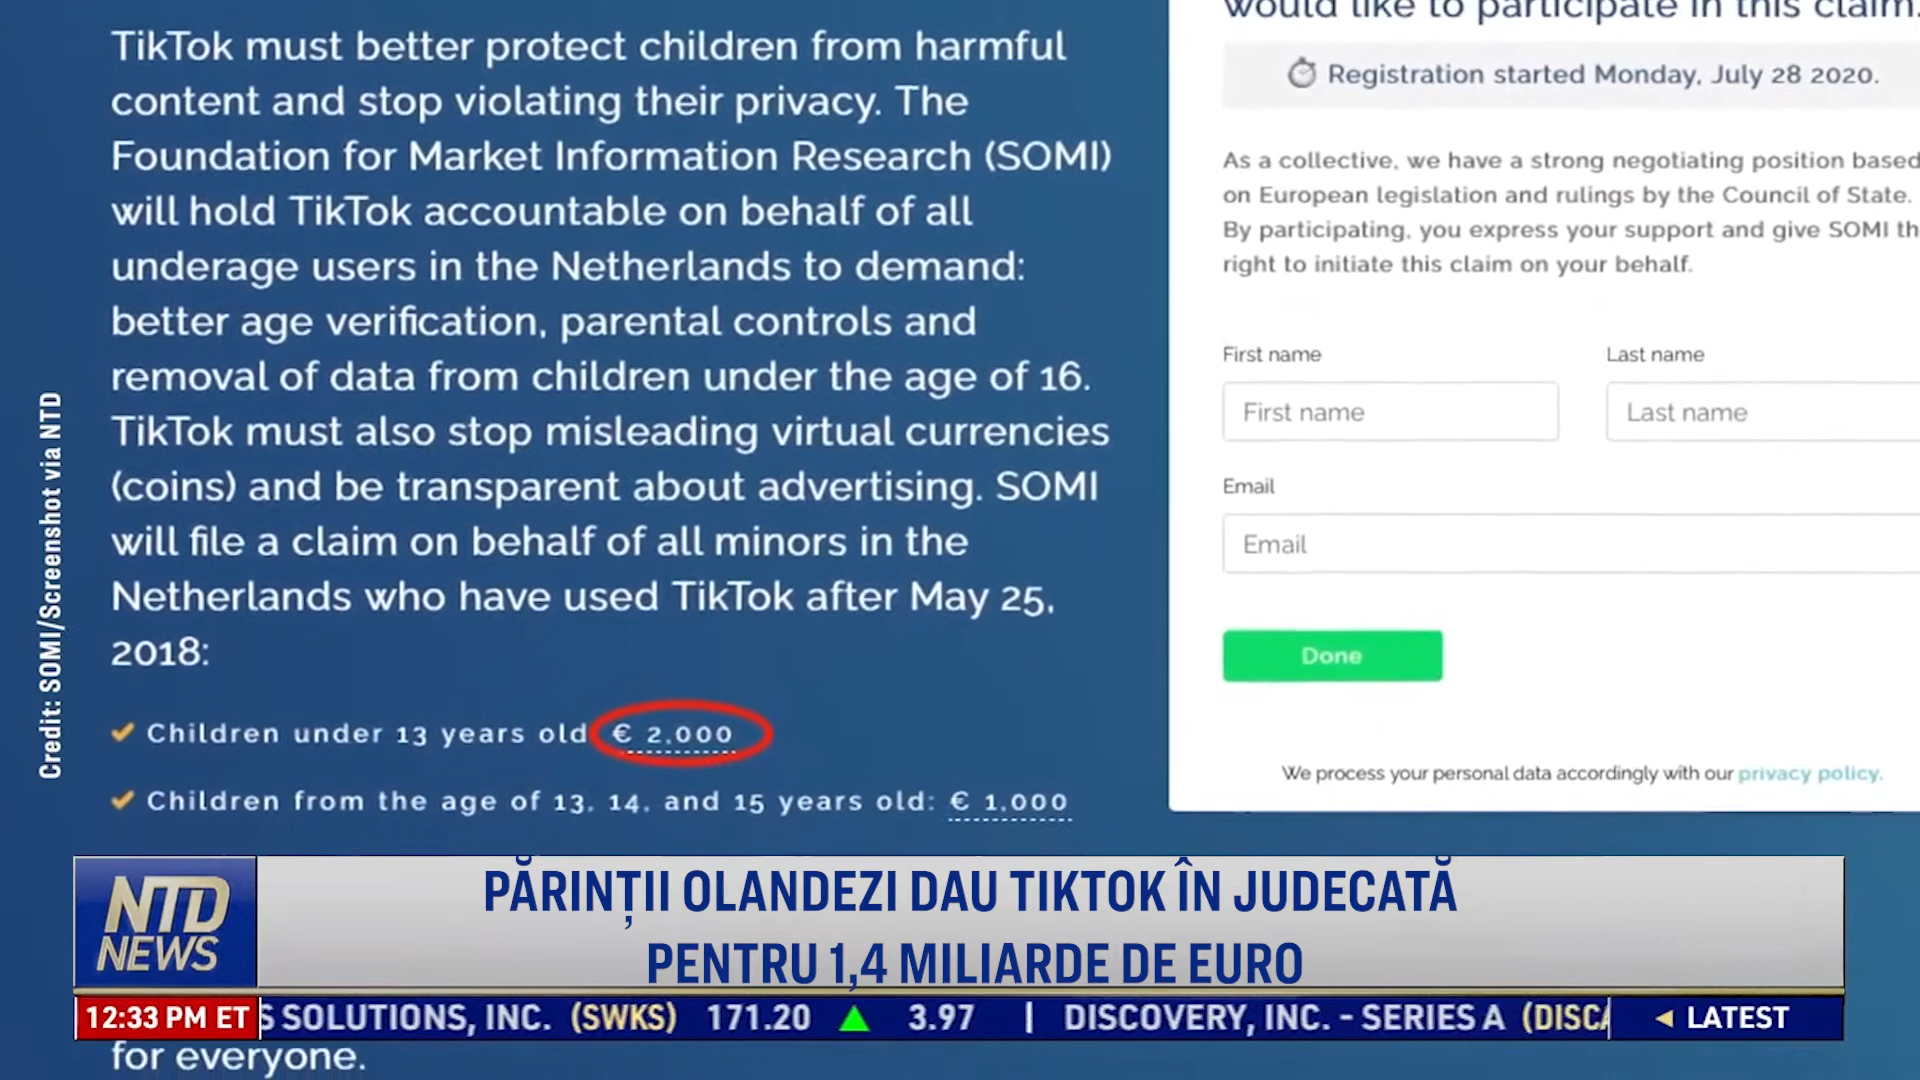 TikTok must better protect children from harmful
content and stop violating their privacy. The
Foundation for Market Information Research (SOMI)
will hold TikTok accountable on behalf of all
underage users in the Netherlands to demand:
better age verification, parental controls and
removal of data from children under the age of 16.
TikTok must also stop misleading virtual currencies
(coins) and be transparent about advertising. SOMI
will file a claim on behalf of all minors in the
Netherlands who have used TikTok after May 25,
2018:
Children under 13 years old € 2,000
Children from the age of 13, 14, and 15 years old: € 1,000
would like to participate in this claim.
Registration started Monday, July 28 2020.
As a collective, we have a strong negotiating position based
on European legislation and rulings by the Council of State.
By participating, you express your support and give SOMI
right to initiate this claim on your behalf.
First name
Last name
First name
Last name
Email
Email
Done
We process your personal data accordingly with our privacy policy.
Credit: SOMI/Screenshot via NTD
NTD
NEWS
PĂRINȚII OLANDEZI DAU TIKTOK ÎN JUDECATĂ
PENTRU 1,4 MILIARDE DE EURO
12:33 PM ET S SOLUTIONS, INC. (SWKS) 171.20 ▲ 3.97 | DISCOVERY, INC. - SERIES A (DISCA ◄ LATEST
for everyone.